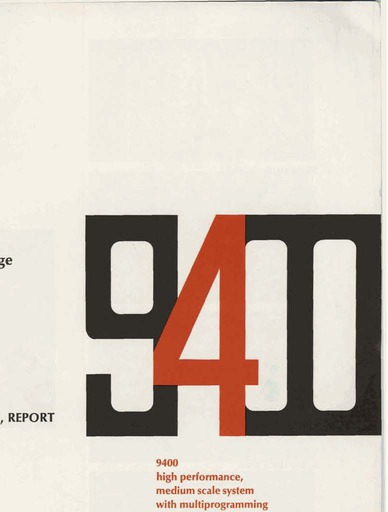 ge
9400
, REPORT
9400
high performance,
medium scale system
with multiprogramming